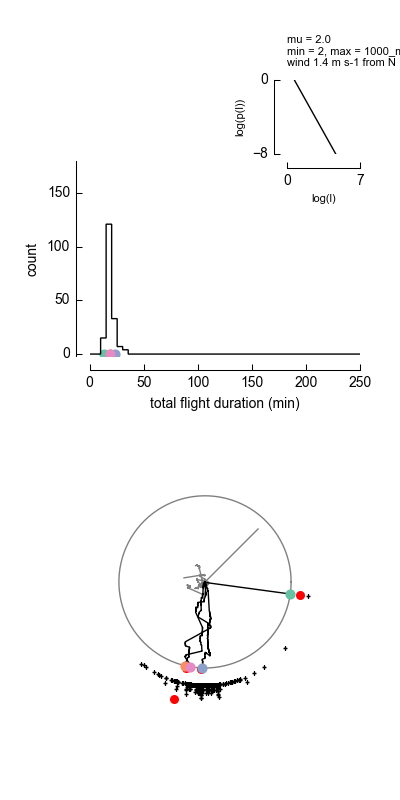 mu = 2.0
min = 2, max = 1000_m
wind 1.4 m s-1 from N
0
−8
log(p(l))
0 7
log(l)
150
100
50
0
count
0 50 100 150 200 250
total flight duration (min)